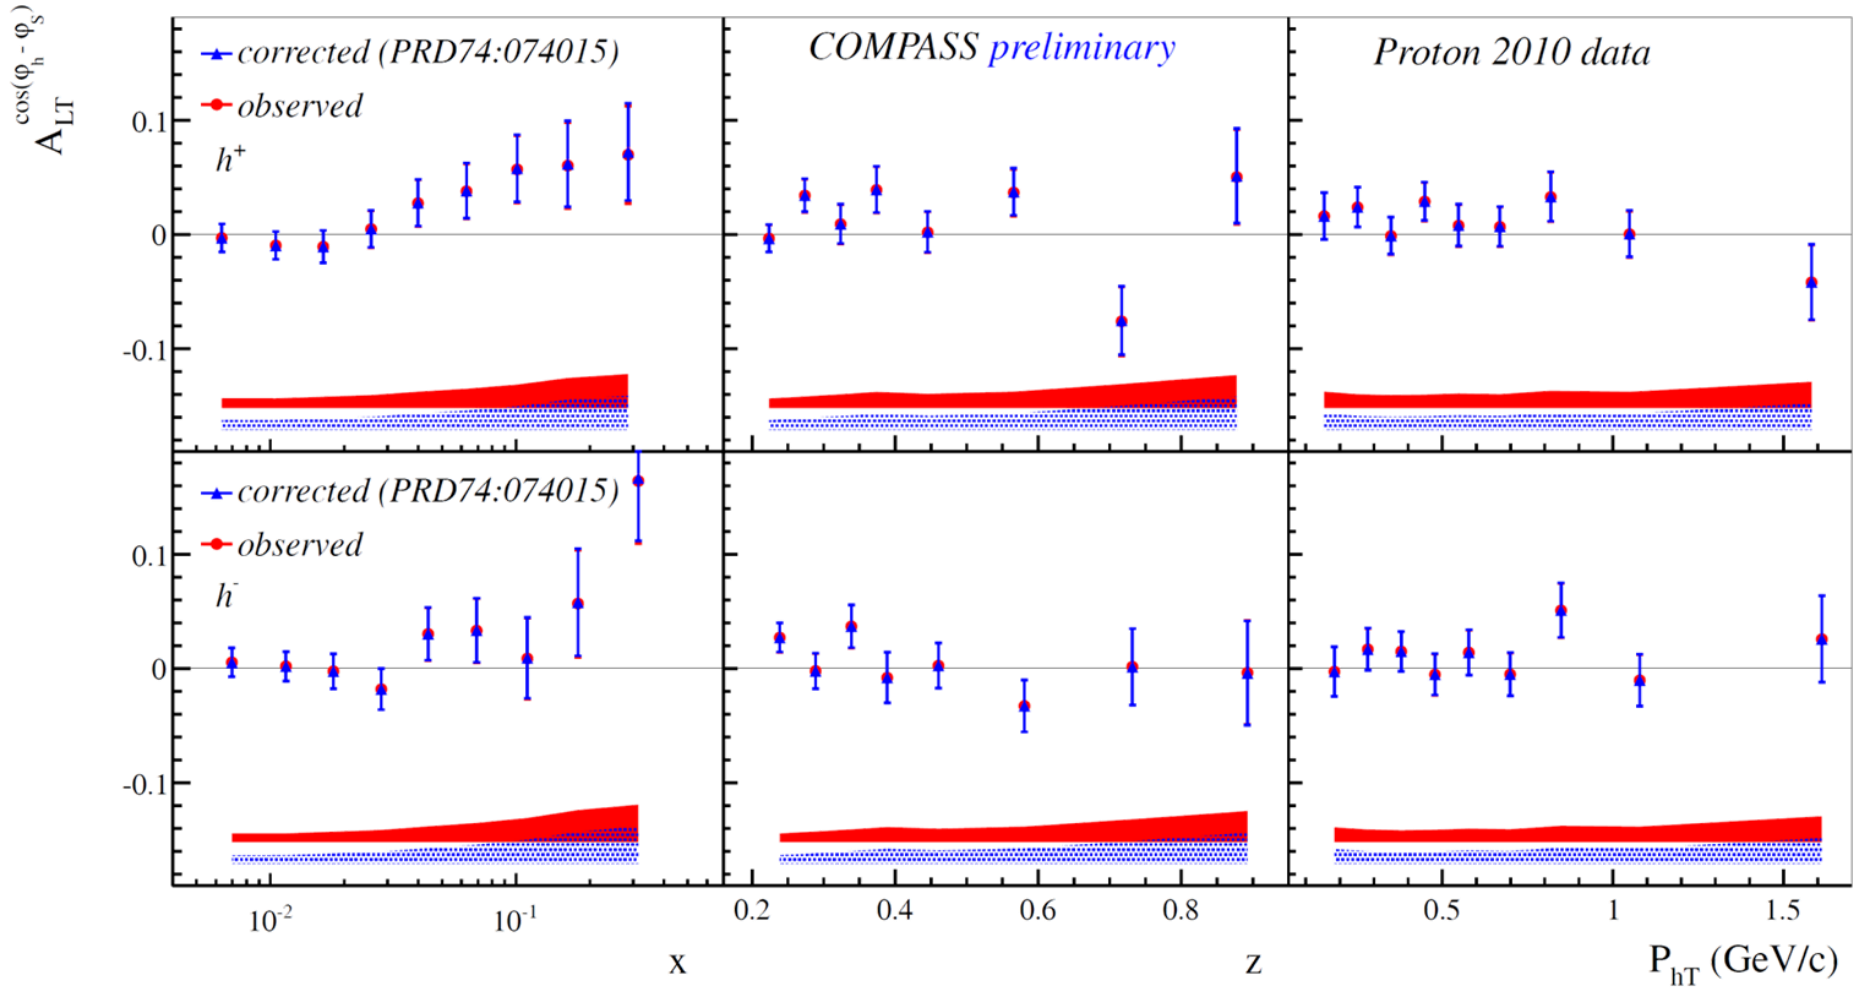 A_LT^cos(φ_h - φ_S)
corrected (PRD74:074015)
observed
h⁺
COMPASS preliminary
Proton 2010 data
0.1
0
-0.1
corrected (PRD74:074015)
observed
h⁻
0.1
0
-0.1
10⁻² 10⁻¹
0.2 0.4 0.6 0.8
0.5 1 1.5
x
z
P_hT (GeV/c)